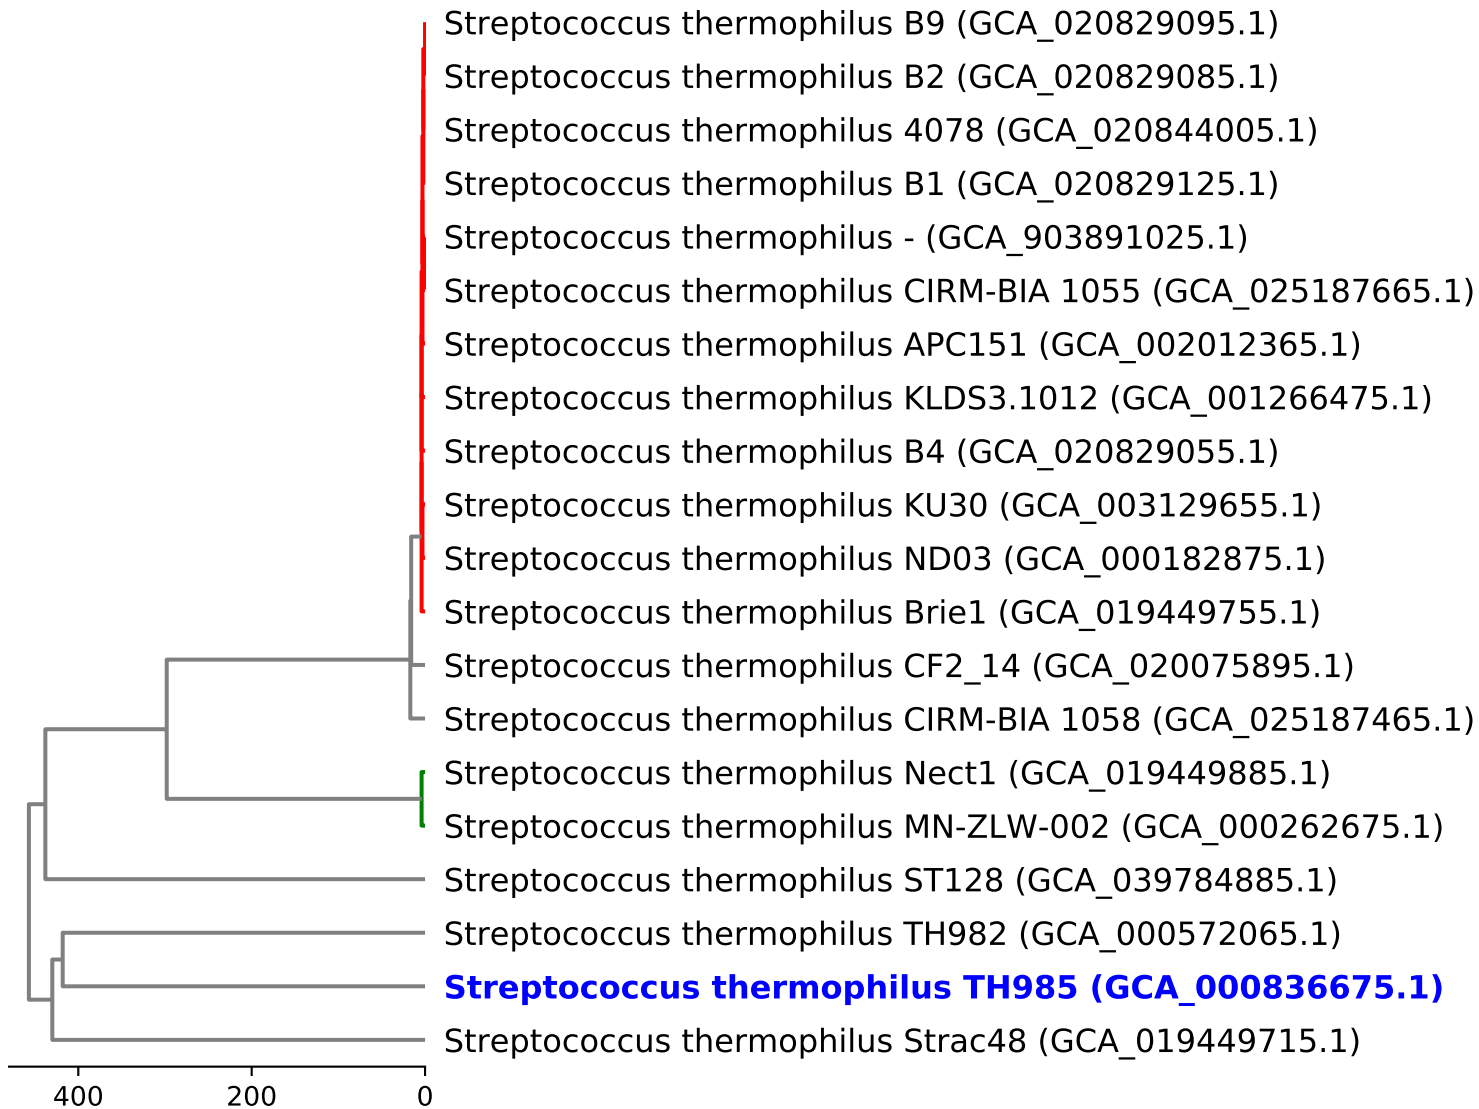 Streptococcus thermophilus B9 (GCA_020829095.1)
Streptococcus thermophilus B2 (GCA_020829085.1)
Streptococcus thermophilus 4078 (GCA_020844005.1)
Streptococcus thermophilus B1 (GCA_020829125.1)
Streptococcus thermophilus - (GCA_903891025.1)
Streptococcus thermophilus CIRM-BIA 1055 (GCA_025187665.1)
Streptococcus thermophilus APC151 (GCA_002012365.1)
Streptococcus thermophilus KLDS3.1012 (GCA_001266475.1)
Streptococcus thermophilus B4 (GCA_020829055.1)
Streptococcus thermophilus KU30 (GCA_003129655.1)
Streptococcus thermophilus ND03 (GCA_000182875.1)
Streptococcus thermophilus Brie1 (GCA_019449755.1)
Streptococcus thermophilus CF2_14 (GCA_020075895.1)
Streptococcus thermophilus CIRM-BIA 1058 (GCA_025187465.1)
Streptococcus thermophilus Nect1 (GCA_019449885.1)
Streptococcus thermophilus MN-ZLW-002 (GCA_000262675.1)
Streptococcus thermophilus ST128 (GCA_039784885.1)
Streptococcus thermophilus TH982 (GCA_000572065.1)
Streptococcus thermophilus TH985 (GCA_000836675.1)
Streptococcus thermophilus Strac48 (GCA_019449715.1)
400 200 0